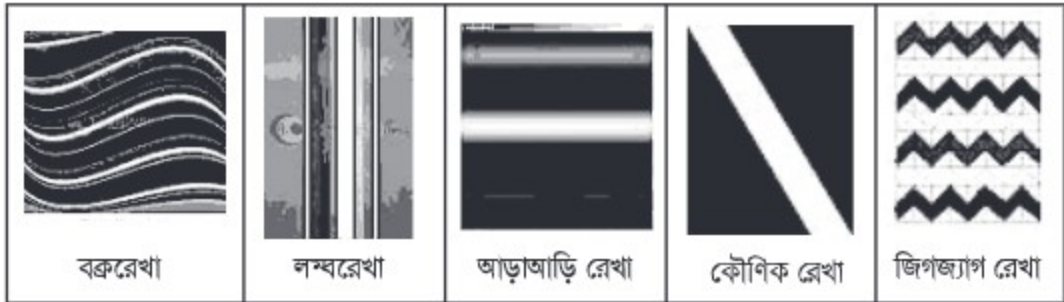 বক্ররেখা
লম্বরেখা
আড়াআড়ি রেখা
কৌণিক রেখা
জিগজ্যাগ রেখা